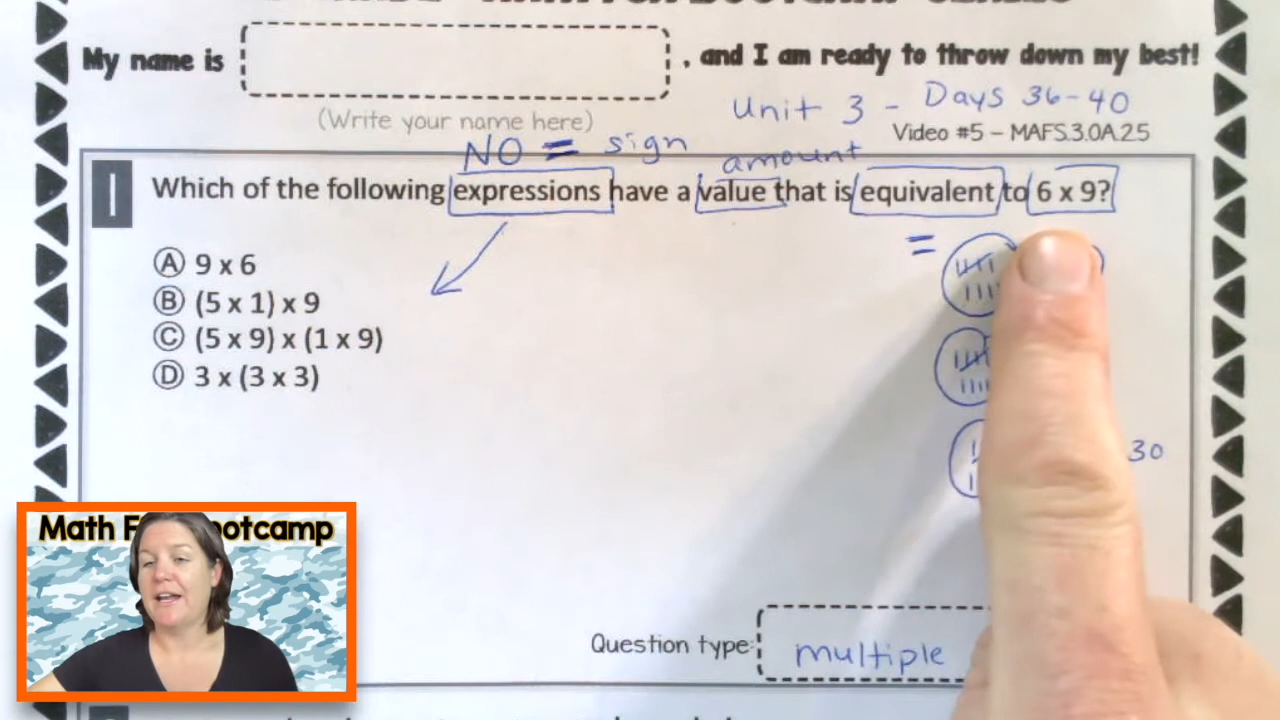 My name is , and I am ready to throw down my best!
(Write your name here)
Unit 3 - Days 36-40
Video #5 – MAFS.3.OA.2.5
NO = sign
amount
1 Which of the following expressions have a value that is equivalent to 6 x 9?
=
Ⓐ 9 x 6
Ⓑ (5 x 1) x 9
Ⓒ (5 x 9) x (1 x 9)
Ⓓ 3 x (3 x 3)
30
Math F otcamp
Question type: multiple